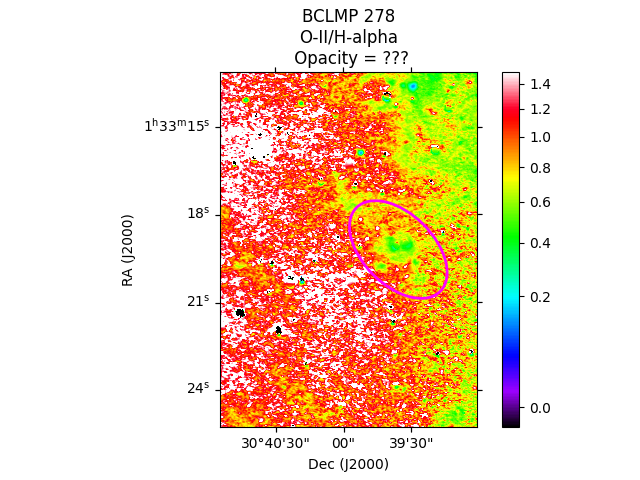 BCLMP 278
O-II/H-alpha
Opacity = ???
1ʰ33ᵐ15ˢ
18ˢ
21ˢ
24ˢ
RA (J2000)
30°40'30" 00" 39'30"
Dec (J2000)
1.4
1.2
1.0
0.8
0.6
0.4
0.2
0.0